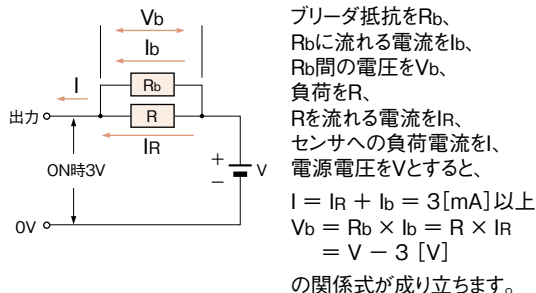 Vb
Ib
I
Rb
出力
R
IR
ON時3V
+
−
V
0V
ブリーダ抵抗をRb、
Rbに流れる電流をIb、
Rb間の電圧をVb、
負荷をR、
Rを流れる電流をIR、
センサへの負荷電流をI、
電源電圧をVとすると、
I = IR + Ib = 3[mA]以上
Vb = Rb × Ib = R × IR
= V − 3 [V]
の関係式が成り立ちます。